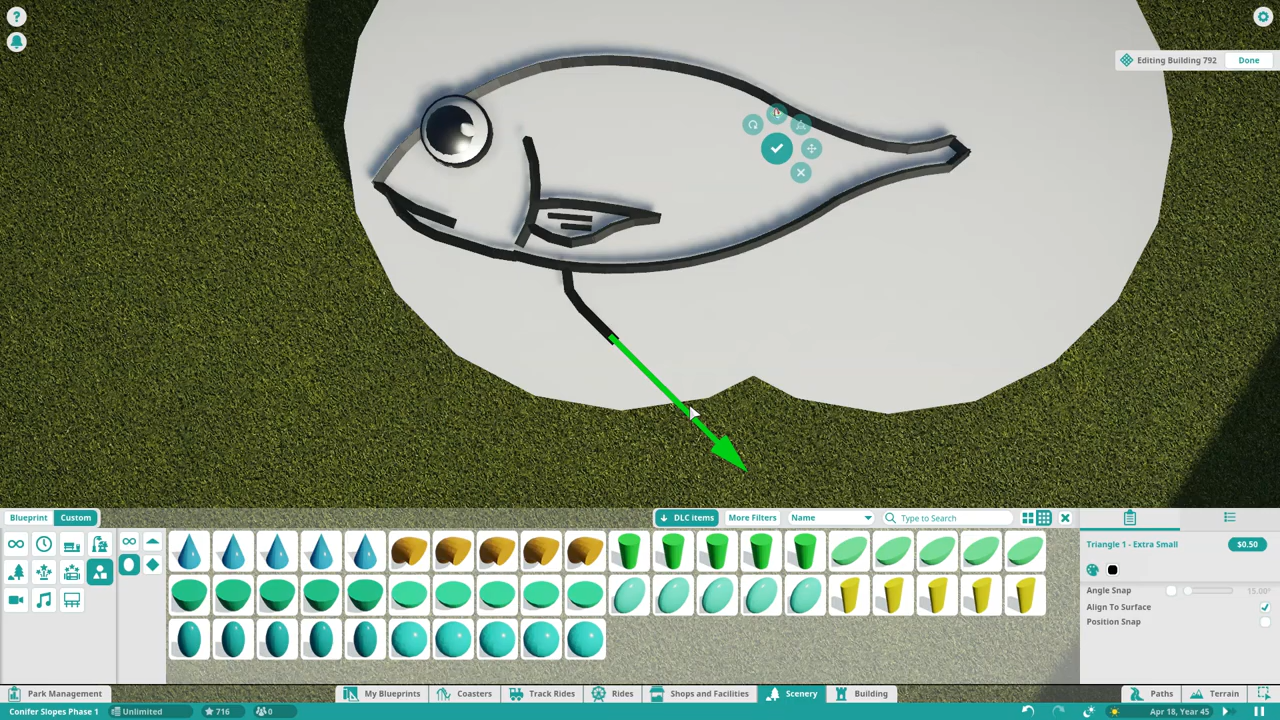 ?
Editing Building 792
Done
Blueprint
Custom
DLC items
More Filters
Name
Type to Search
Triangle 1 - Extra Small
$0.50
Angle Snap
15.00°
Align To Surface
Position Snap
Park Management
My Blueprints
Coasters
Track Rides
Rides
Shops and Facilities
Scenery
Building
Paths
Terrain
Conifer Slopes Phase 1
Unlimited
716
0
Apr 18, Year 45